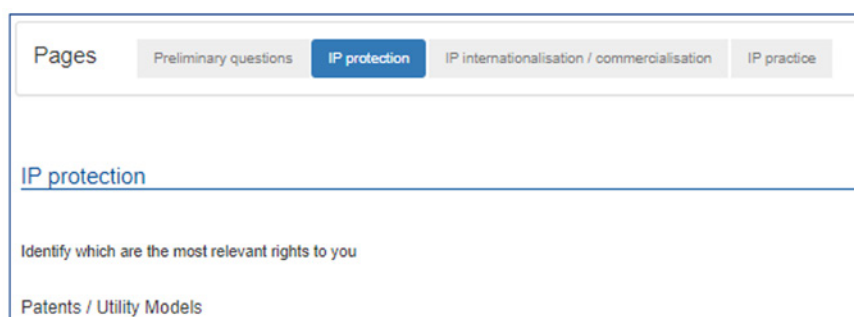 Pages Preliminary questions IP protection IP internationalisation / commercialisation IP practice
IP protection
Identify which are the most relevant rights to you
Patents / Utility Models